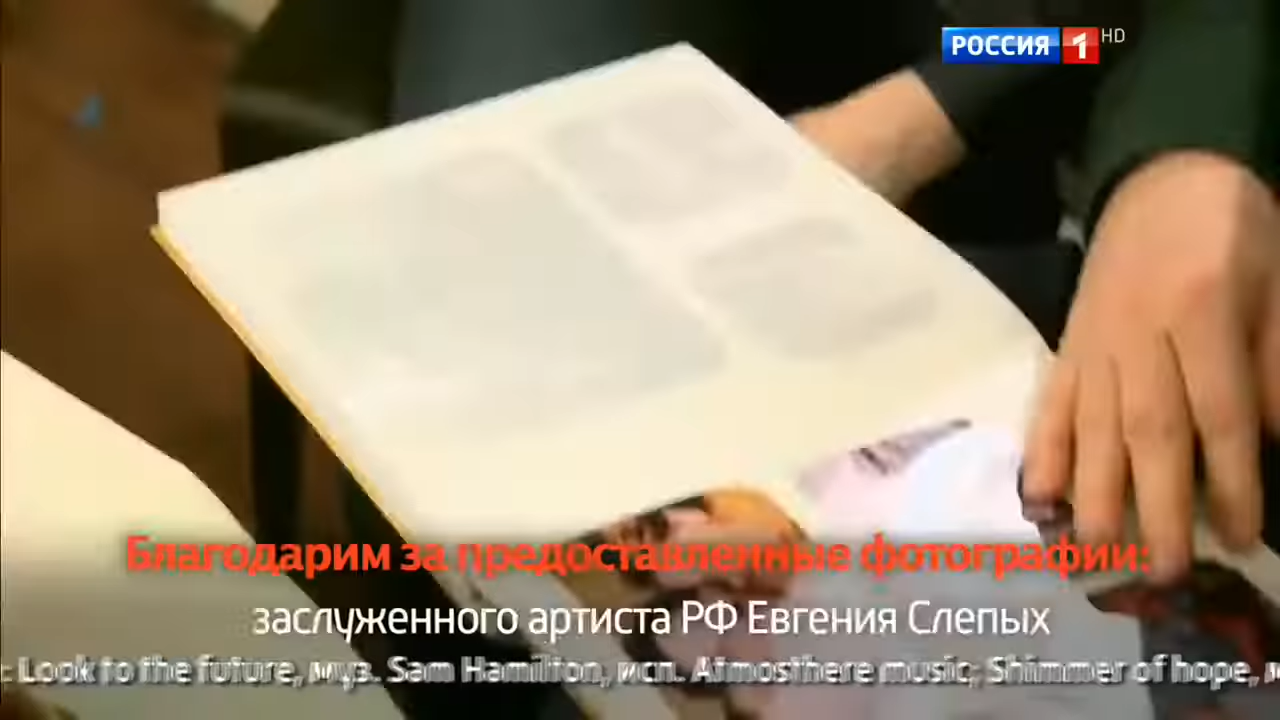 РОССИЯ 1 HD
Благодарим за предоставленные фотографии:
заслуженного артиста РФ Евгения Слепых
: Look to the future, муз. Sam Hamilton, исп. Atmosthere music; Shimmer of hope, м